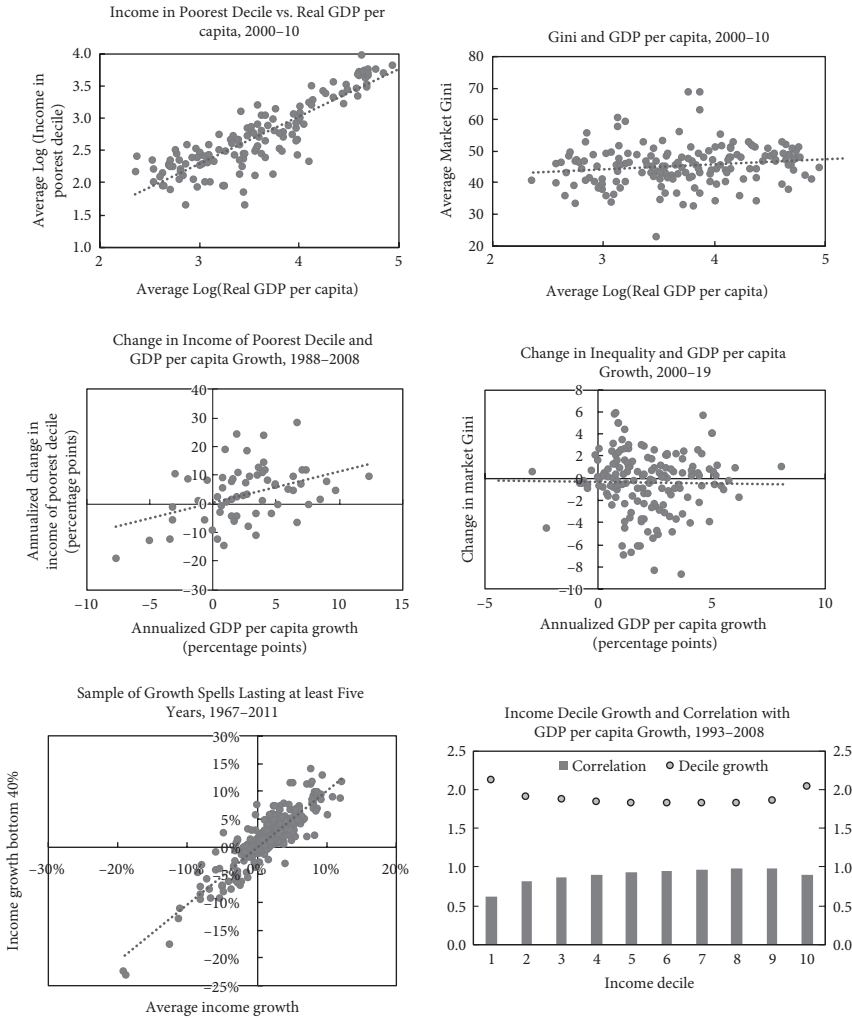 Income in Poorest Decile vs. Real GDP per
capita, 2000–10
Average Log (Income in
poorest decile)
4.0
3.5
3.0
2.5
2.0
1.5
1.0
2 3 4 5
Average Log(Real GDP per capita)
Gini and GDP per capita, 2000–10
Average Market Gini
80
70
60
50
40
30
20
2 3 4 5
Average Log(Real GDP per capita)
Change in Income of Poorest Decile and
GDP per capita Growth, 1988–2008
Annualized change in
income of poorest decile
(percentage points)
40
30
20
10
0
–10
–20
–30
–10 –5 0 5 10 15
Annualized GDP per capita growth
(percentage points)
Change in Inequality and GDP per capita
Growth, 2000–19
Change in market Gini
8
6
4
2
0
–2
–4
–6
–8
–10
–5 0 5 10
Annualized GDP per capita growth
(percentage points)
Sample of Growth Spells Lasting at least Five
Years, 1967–2011
Income growth bottom 40%
30%
20%
15%
10%
5%
0%
–5%
–10%
–15%
–20%
–25%
–30% –20% –10% 0% 10% 20%
Average income growth
Income Decile Growth and Correlation with
GDP per capita Growth, 1993–2008
Correlation Decile growth
2.5 2.5
2.0 2.0
1.5 1.5
1.0 1.0
0.5 0.5
0.0 0.0
1 2 3 4 5 6 7 8 9 10
Income decile